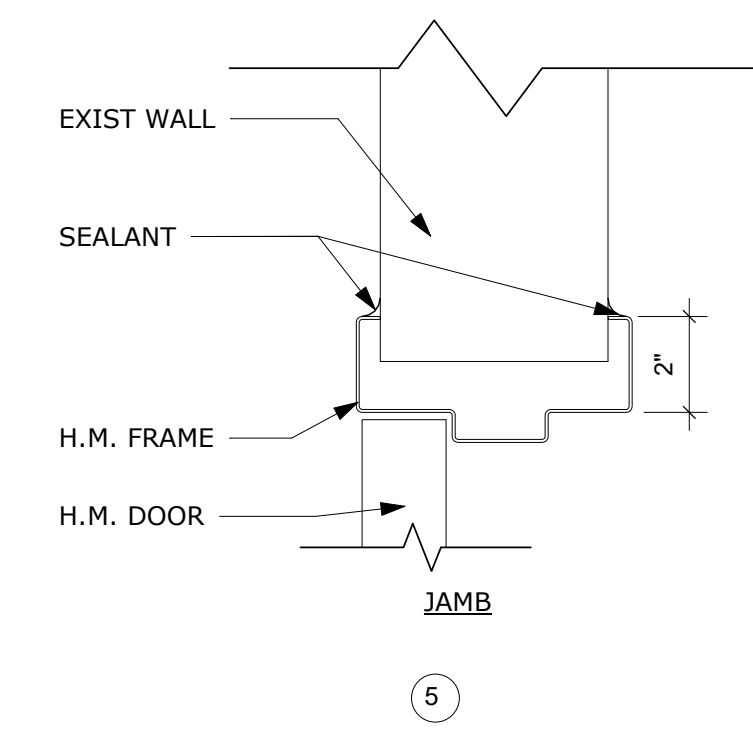 EXIST WALL
SEALANT
2"
H.M. FRAME
H.M. DOOR
JAMB
5